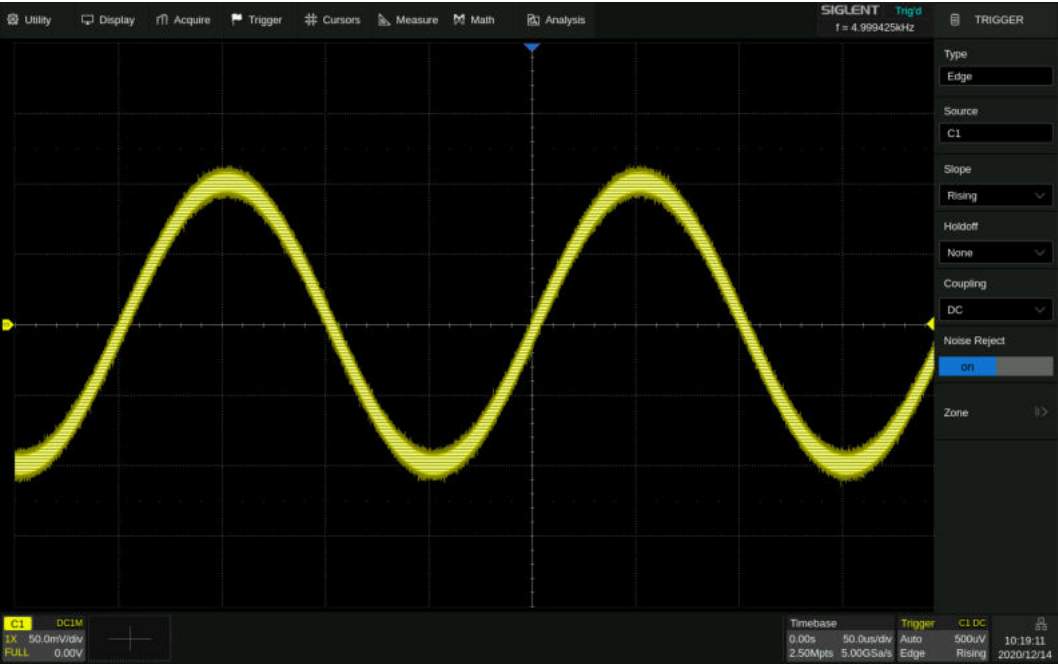 Utility Display Acquire Trigger Cursors Measure Math Analysis
SIGLENT Trig'd
f = 4.999425kHz
TRIGGER
Type
Edge
Source
C1
Slope
Rising
Holdoff
None
Coupling
DC
Noise Reject
on
Zone
C1 DC1M
1X 50.0mV/div
FULL 0.00V
Timebase
0.00s 50.0us/div
2.50Mpts 5.00GSa/s
Trigger C1 DC
Auto 500uV
Edge Rising
10:19:11
2020/12/14